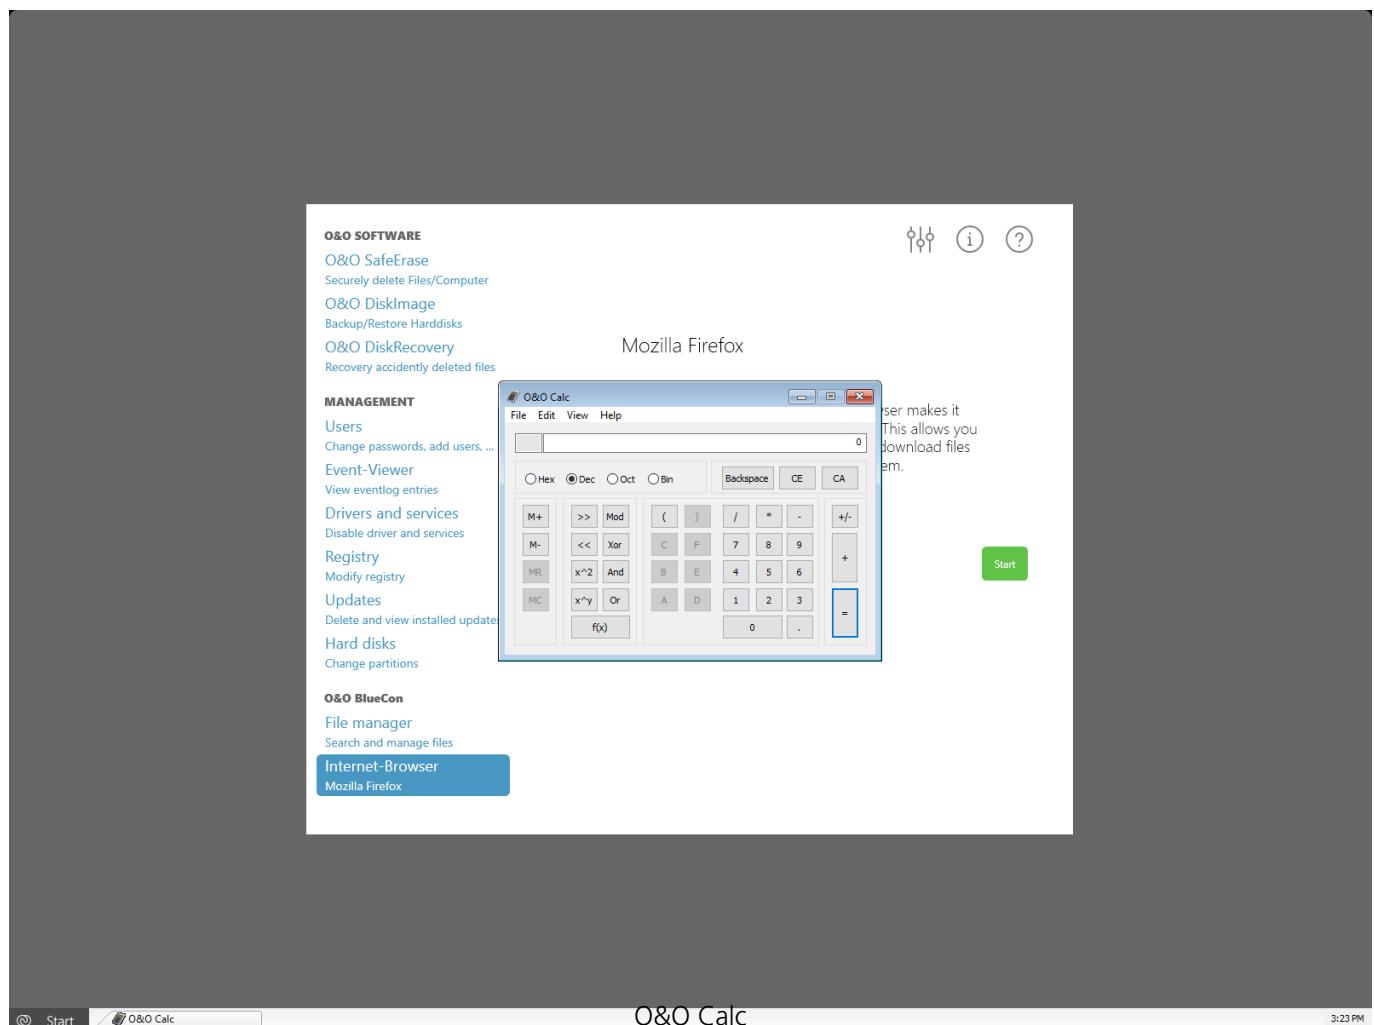 O&O SOFTWARE
O&O SafeErase
Securely delete Files/Computer
O&O DiskImage
Backup/Restore Harddisks
O&O DiskRecovery
Recovery accidently deleted files
MANAGEMENT
Users
Change passwords, add users, ...
Event-Viewer
View eventlog entries
Drivers and services
Disable driver and services
Registry
Modify registry
Updates
Delete and view installed updates
Hard disks
Change partitions
O&O BlueCon
File manager
Search and manage files
Internet-Browser
Mozilla Firefox
Mozilla Firefox
ser makes it
This allows you
download files
em.
Start
O&O Calc
File Edit View Help
0
Hex Dec Oct Bin Backspace CE CA
M+ >> Mod ( ) / * - +/-
M- << Xor C F 7 8 9 +
MR x^2 And B E 4 5 6
MC x^y Or A D 1 2 3 =
f(x) 0 .
Start O&O Calc O&O Calc 3:23 PM